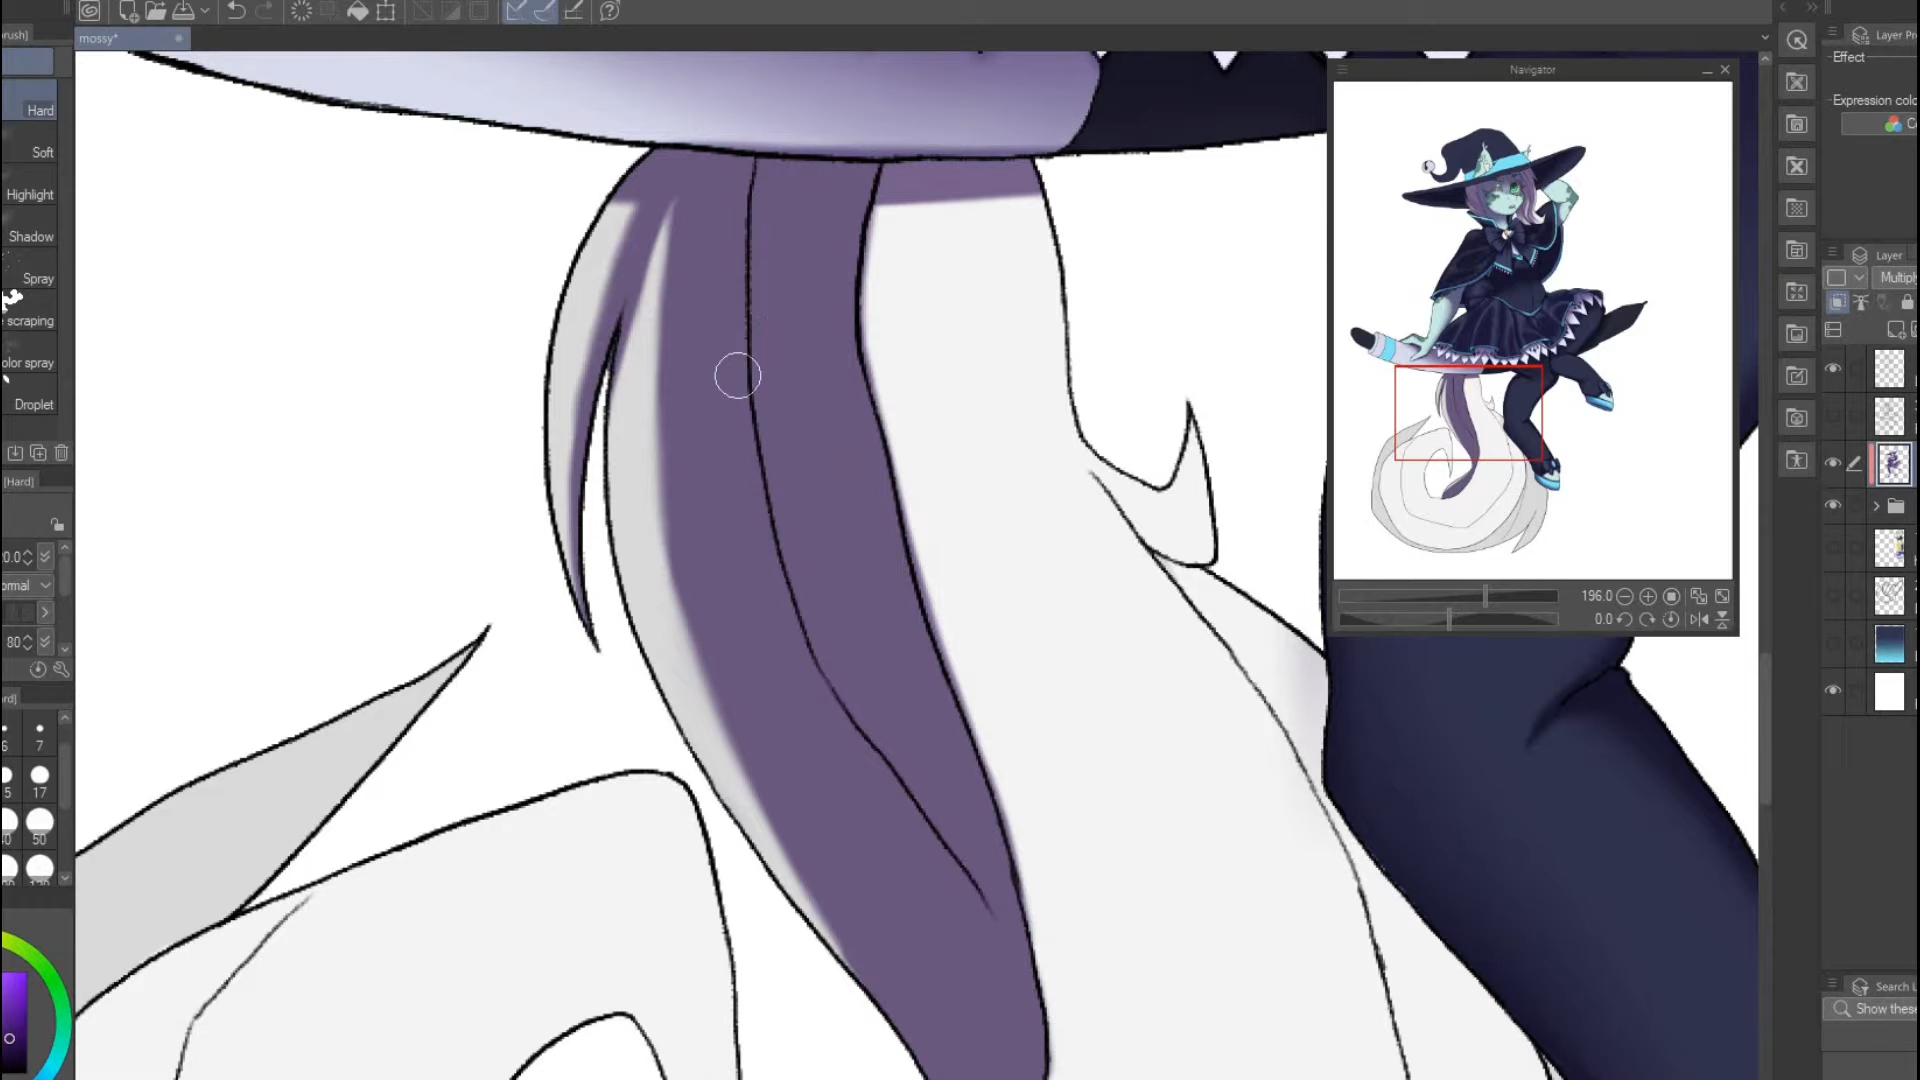 rush]
mossy*
Hard
Soft
Highlight
Shadow
Spray
e scraping
olor spray
Droplet
[Hard]
0.0
ormal
80
6 7
5 17
40 50
Navigator
196.0
0.0
Layer Pr
Effect
Expression colo
Layer
Multipl
Search L
Show these